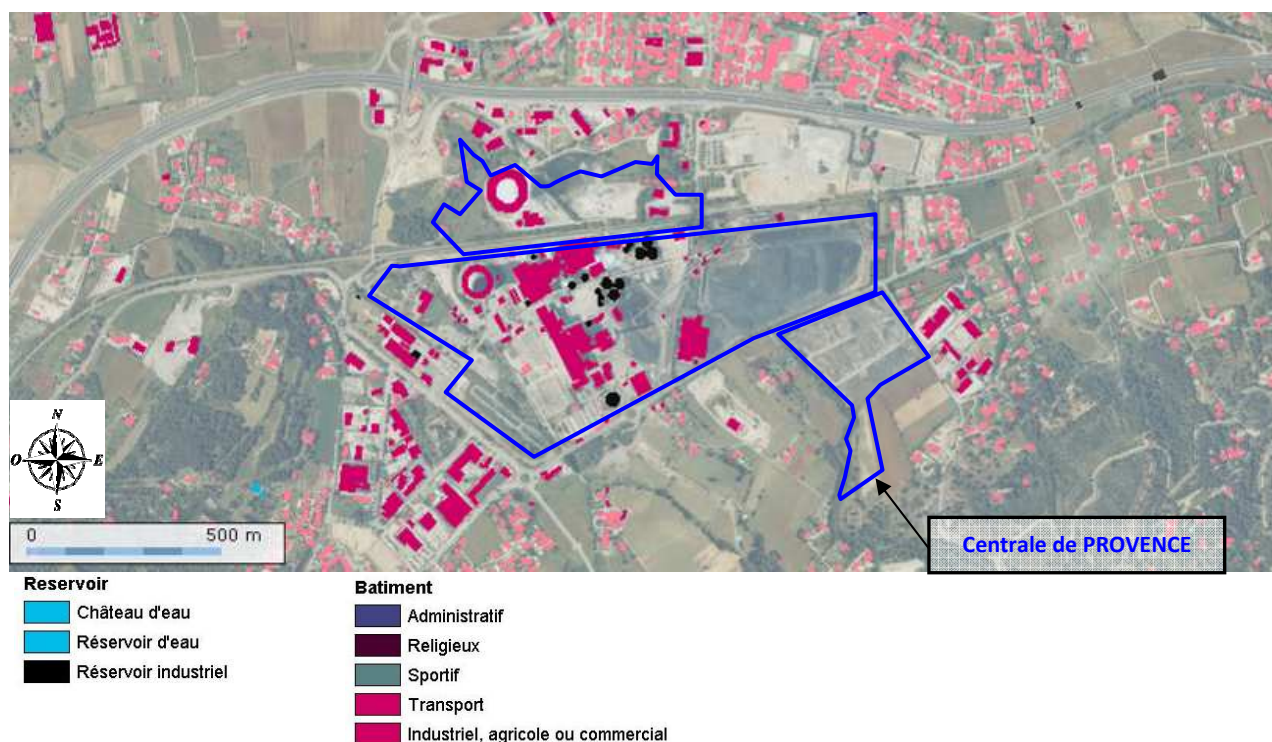 N
O E
S
0 500 m
Centrale de PROVENCE
Reservoir
Château d'eau
Réservoir d'eau
Réservoir industriel
Batiment
Administratif
Religieux
Sportif
Transport
Industriel, agricole ou commercial